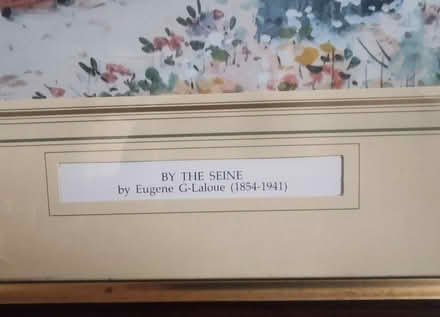 BY THE SEINE
by Eugene G-Laloue (1854-1941)